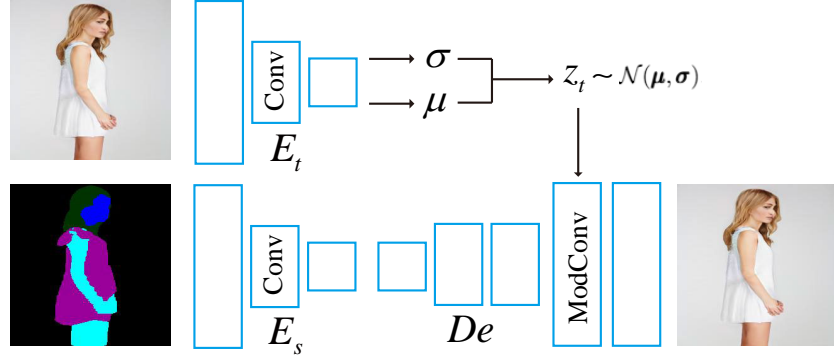 Conv
σ
μ
z_t ~ 𝒩(μ, σ)
E_t
Conv
ModConv
E_s
De